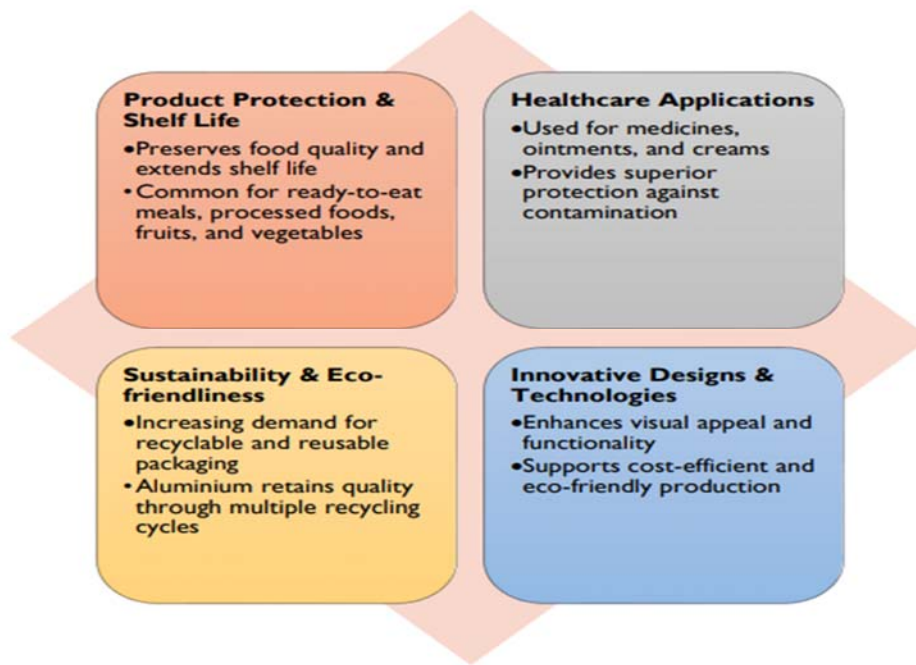 Product Protection &
Shelf Life
•Preserves food quality and
extends shelf life
•Common for ready-to-eat
meals, processed foods,
fruits, and vegetables
Healthcare Applications
•Used for medicines,
ointments, and creams
•Provides superior
protection against
contamination
Sustainability & Eco-
friendliness
•Increasing demand for
recyclable and reusable
packaging
•Aluminium retains quality
through multiple recycling
cycles
Innovative Designs &
Technologies
•Enhances visual appeal and
functionality
•Supports cost-efficient and
eco-friendly production